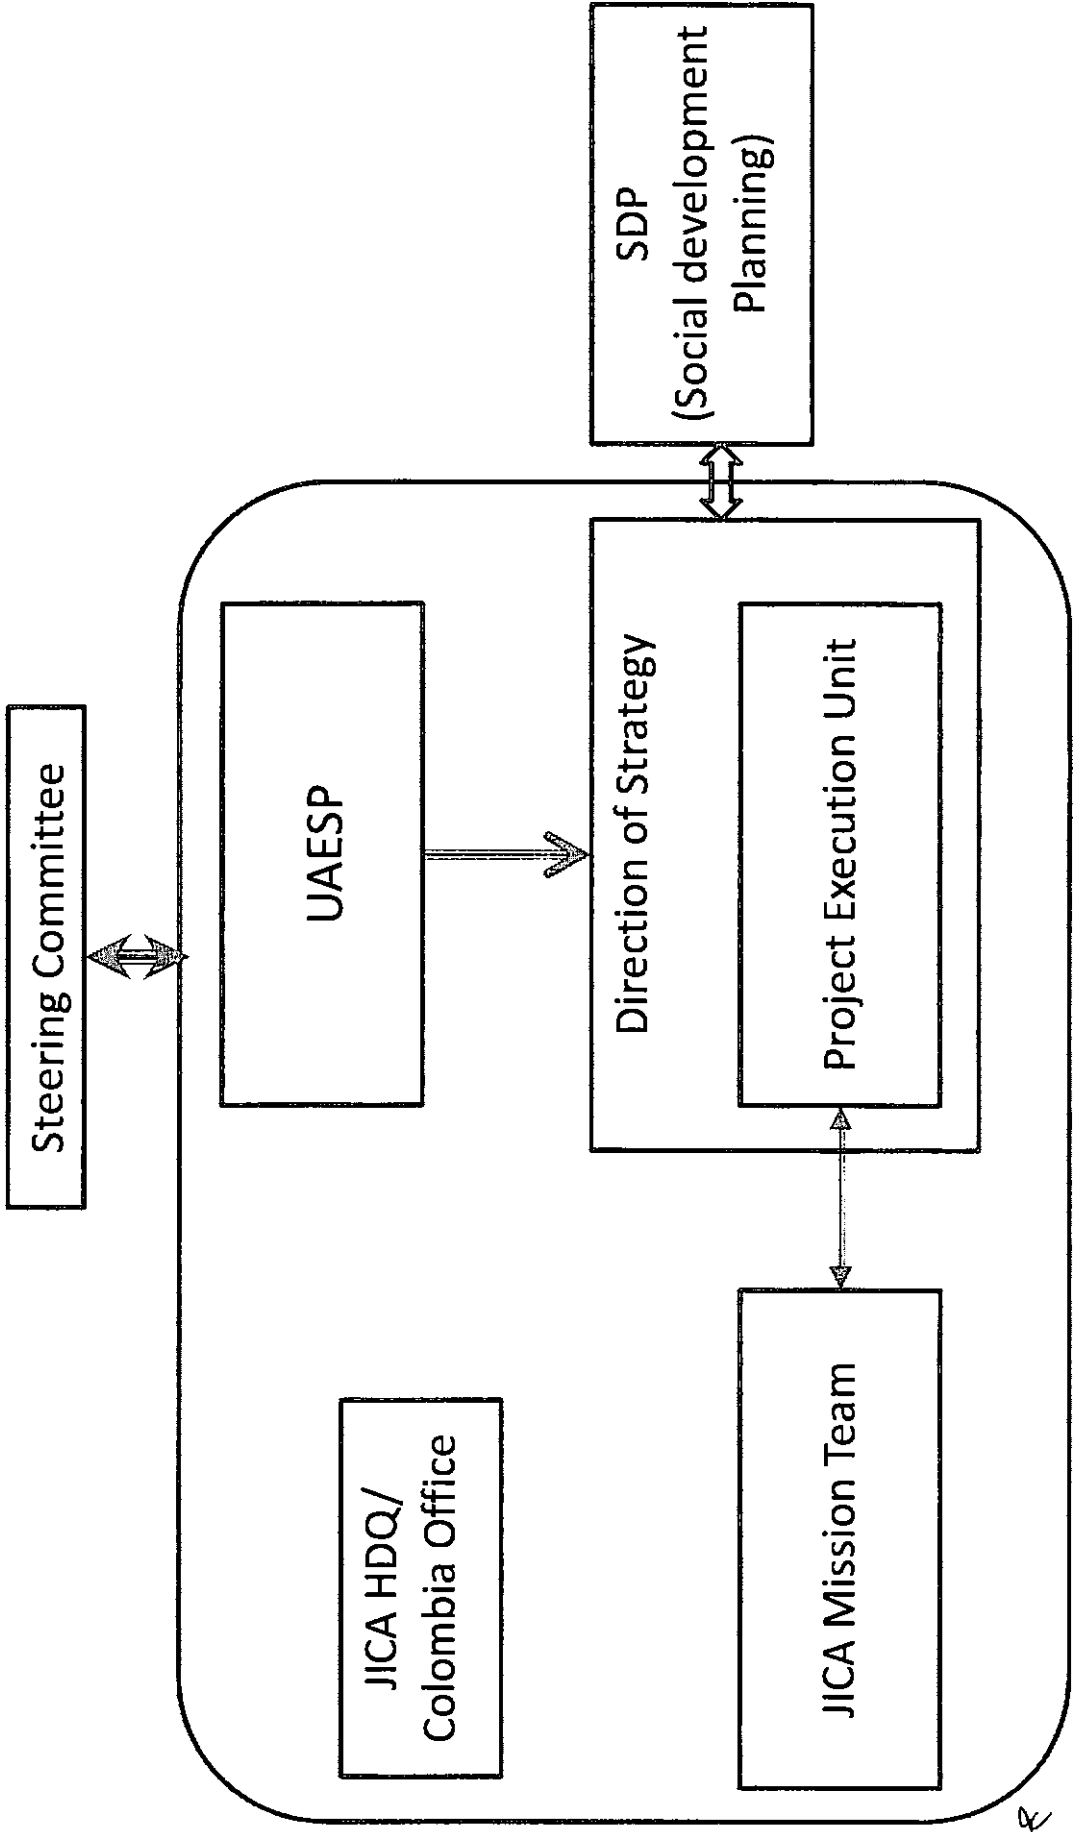 Steering Committee
JICA HDQ/
Colombia Office
UAESP
Direction of Strategy
SDP
(Social development
Planning)
JICA Mission Team
Project Execution Unit